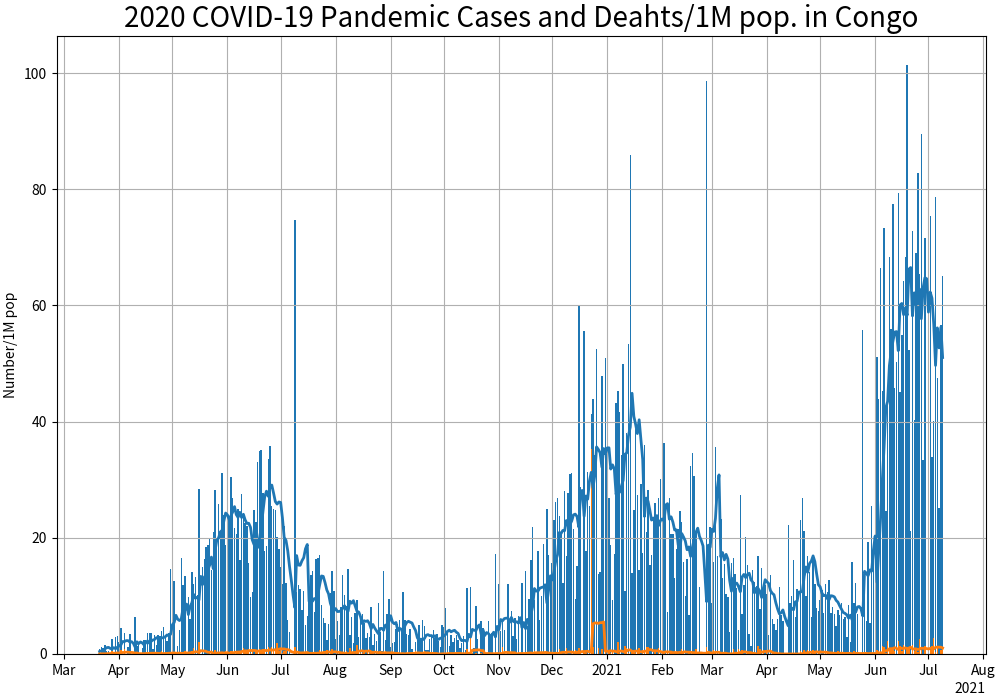 2020 COVID-19 Pandemic Cases and Deahts/1M pop. in Congo
Number/1M pop
100
80
60
40
20
0
Mar Apr May Jun Jul Aug Sep Oct Nov Dec 2021 Feb Mar Apr May Jun Jul Aug
2021